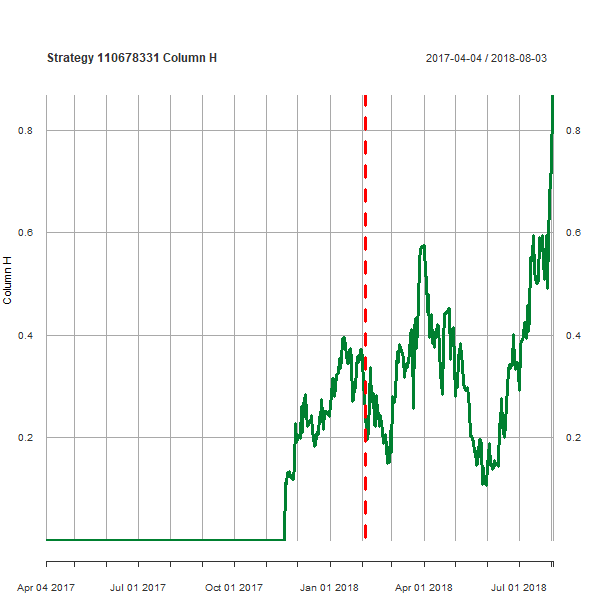 Strategy 110678331 Column H 2017-04-04 / 2018-08-03
0.8 0.8
0.6 0.6
Column H
0.4 0.4
0.2 0.2
Apr 04 2017 Jul 01 2017 Oct 01 2017 Jan 01 2018 Apr 01 2018 Jul 01 2018